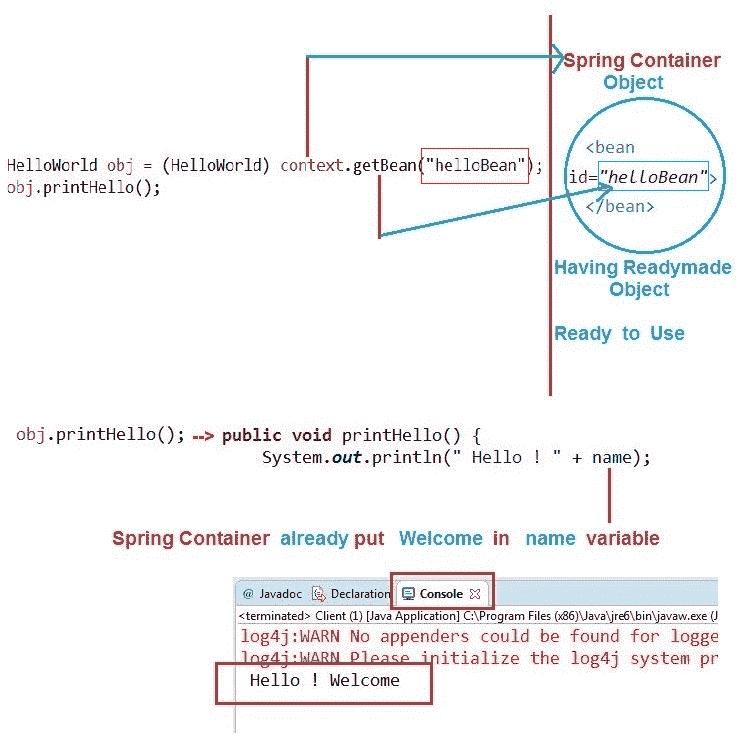 Spring Container
Object
<bean
HelloWorld obj = (HelloWorld) context.getBean("helloBean");
id="helloBean">
obj.printHello();
</bean>
Having Readymade
Object
Ready to Use
obj.printHello(); --> public void printHello() {
System.out.println(" Hello ! " + name);
Spring Container already put Welcome in name variable
@ Javadoc Declaration Console
<terminated> Client (1) [Java Application] C:\Program Files (x86)\Java\jre6\bin\javaw.exe (J
log4j:WARN No appenders could be found for logge
log4j:WARN Please initialize the log4j system pr
Hello ! Welcome